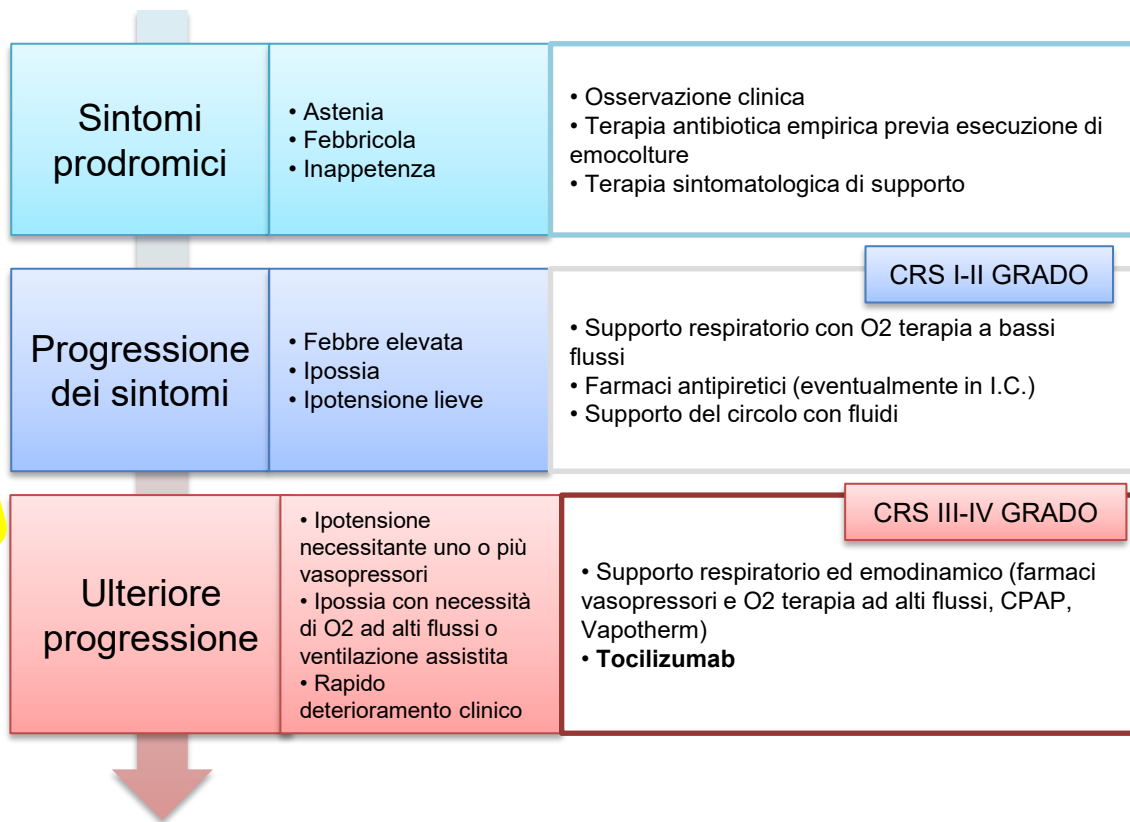 Sintomi
prodromici
• Astenia
• Febbricola
• Inappetenza
• Osservazione clinica
• Terapia antibiotica empirica previa esecuzione di
emocolture
• Terapia sintomatologica di supporto
CRS I-II GRADO
Progressione
dei sintomi
• Febbre elevata
• Ipossia
• Ipotensione lieve
• Supporto respiratorio con O2 terapia a bassi
flussi
• Farmaci antipiretici (eventualmente in I.C.)
• Supporto del circolo con fluidi
CRS III-IV GRADO
Ulteriore
progressione
• Ipotensione
necessitante uno o più
vasopressori
• Ipossia con necessità
di O2 ad alti flussi o
ventilazione assistita
• Rapido
deterioramento clinico
• Supporto respiratorio ed emodinamico (farmaci
vasopressori e O2 terapia ad alti flussi, CPAP,
Vapotherm)
• Tocilizumab